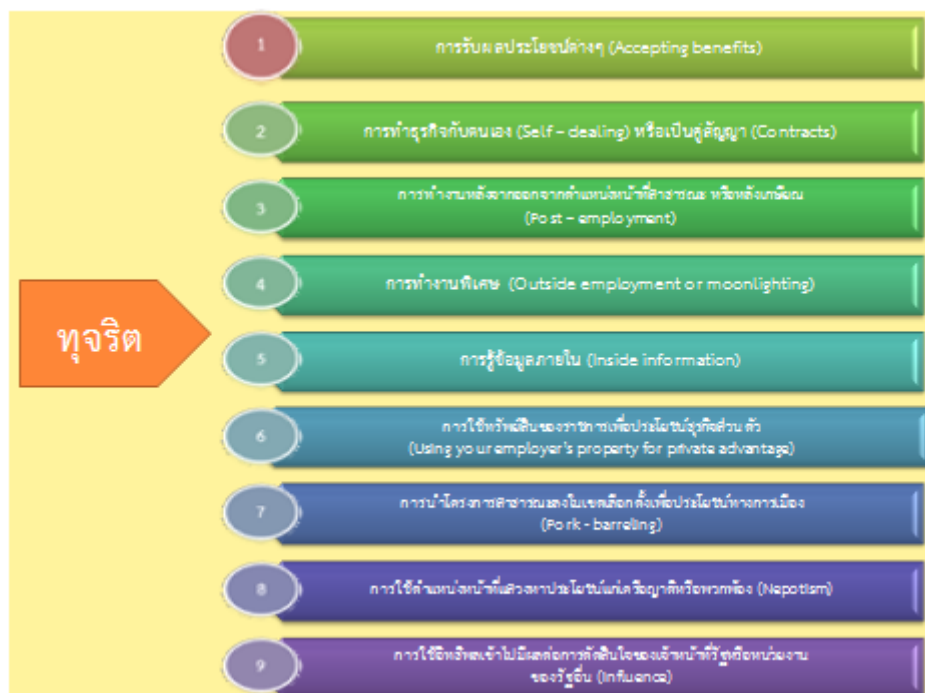 ทุจริต
1
การรับผลประโยชน์ต่างๆ (Accepting benefits)
2
การทำธุรกิจกับตนเอง (Self – dealing) หรือเป็นคู่สัญญา (Contracts)
3
การทำงานหลังจากออกจากตำแหน่งหน้าที่สาธารณะ หรือหลังเกษียณ
(Post – employment)
4
การทำงานพิเศษ (Outside employment or moonlighting)
5
การรู้ข้อมูลภายใน (Inside information)
6
การใช้ทรัพย์สินของราชการเพื่อประโยชน์ธุรกิจส่วนตัว
(Using your employer's property for private advantage)
7
การนำโครงการสาธารณะลงในเขตเลือกตั้งเพื่อประโยชน์ทางการเมือง
(Pork - barreling)
8
การใช้ตำแหน่งหน้าที่แสวงหาประโยชน์แก่เครือญาติหรือพวกพ้อง (Nepotism)
9
การใช้อิทธิพลเข้าไปมีผลต่อการตัดสินใจของเจ้าหน้าที่รัฐหรือหน่วยงาน
ของรัฐอื่น (Influence)